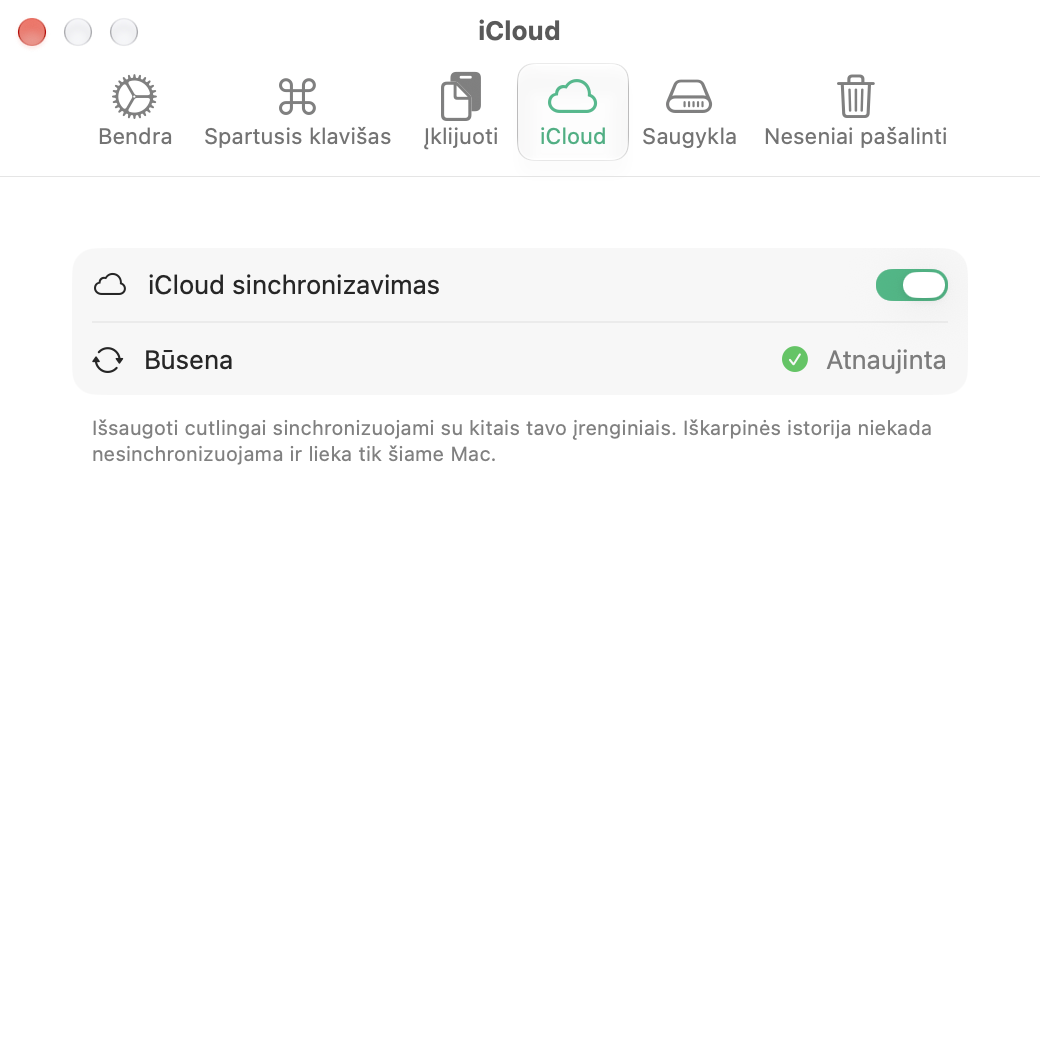 iCloud
Bendra
Spartusis klavišas
Įklijuoti
iCloud
Saugykla
Neseniai pašalinti
iCloud sinchronizavimas
Būsena
Atnaujinta
Išsaugoti cutlingai sinchronizuojami su kitais tavo įrenginiais. Iškarpinės istorija niekada
nesinchronizuojama ir lieka tik šiame Mac.